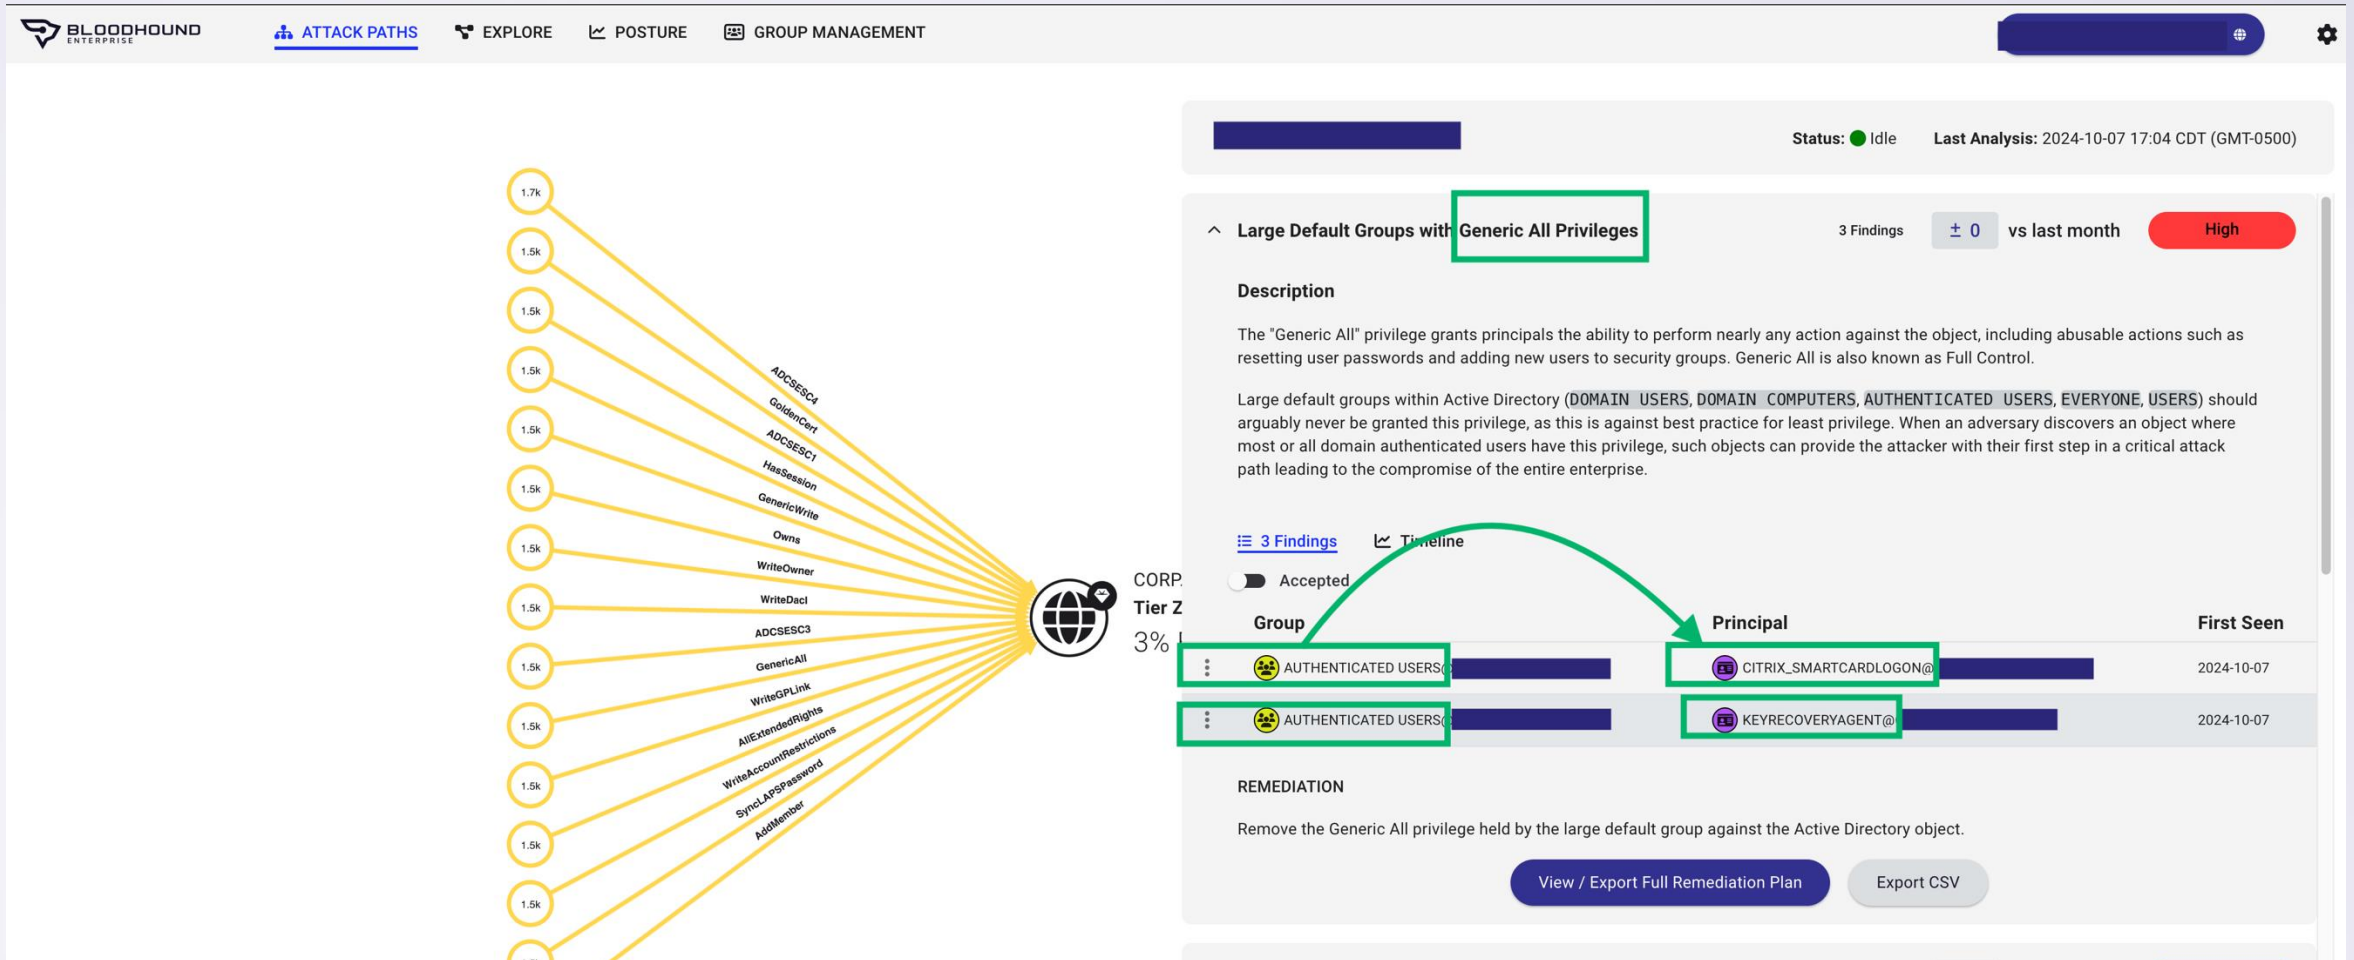 BLOODHOUND
ENTERPRISE
ATTACK PATHS
EXPLORE
POSTURE
GROUP MANAGEMENT
Status: Idle
Last Analysis: 2024-10-07 17:04 CDT (GMT-0500)
1.7k
1.5k
1.5k
1.5k
1.5k
1.5k
1.5k
1.5k
1.5k
1.5k
1.5k
1.5k
1.5k
ADCSESC4
GoldenCert
ADCSESC1
HasSession
GenericWrite
Owns
WriteOwner
WriteDacl
ADCSESC3
GenericAll
WriteGPLink
AllExtendedRights
WriteAccountRestrictions
SyncLAPSPassword
AddMember
CORP.
Tier Z
3%
Large Default Groups with Generic All Privileges
3 Findings
± 0 vs last month
High
Description
The "Generic All" privilege grants principals the ability to perform nearly any action against the object, including abusable actions such as
resetting user passwords and adding new users to security groups. Generic All is also known as Full Control.
Large default groups within Active Directory (DOMAIN USERS, DOMAIN COMPUTERS, AUTHENTICATED USERS, EVERYONE, USERS) should
arguably never be granted this privilege, as this is against best practice for least privilege. When an adversary discovers an object where
most or all domain authenticated users have this privilege, such objects can provide the attacker with their first step in a critical attack
path leading to the compromise of the entire enterprise.
3 Findings
Timeline
Accepted
Group Principal First Seen
AUTHENTICATED USERS@ CITRIX_SMARTCARDLOGON@ 2024-10-07
AUTHENTICATED USERS@ KEYRECOVERYAGENT@ 2024-10-07
REMEDIATION
Remove the Generic All privilege held by the large default group against the Active Directory object.
View / Export Full Remediation Plan
Export CSV